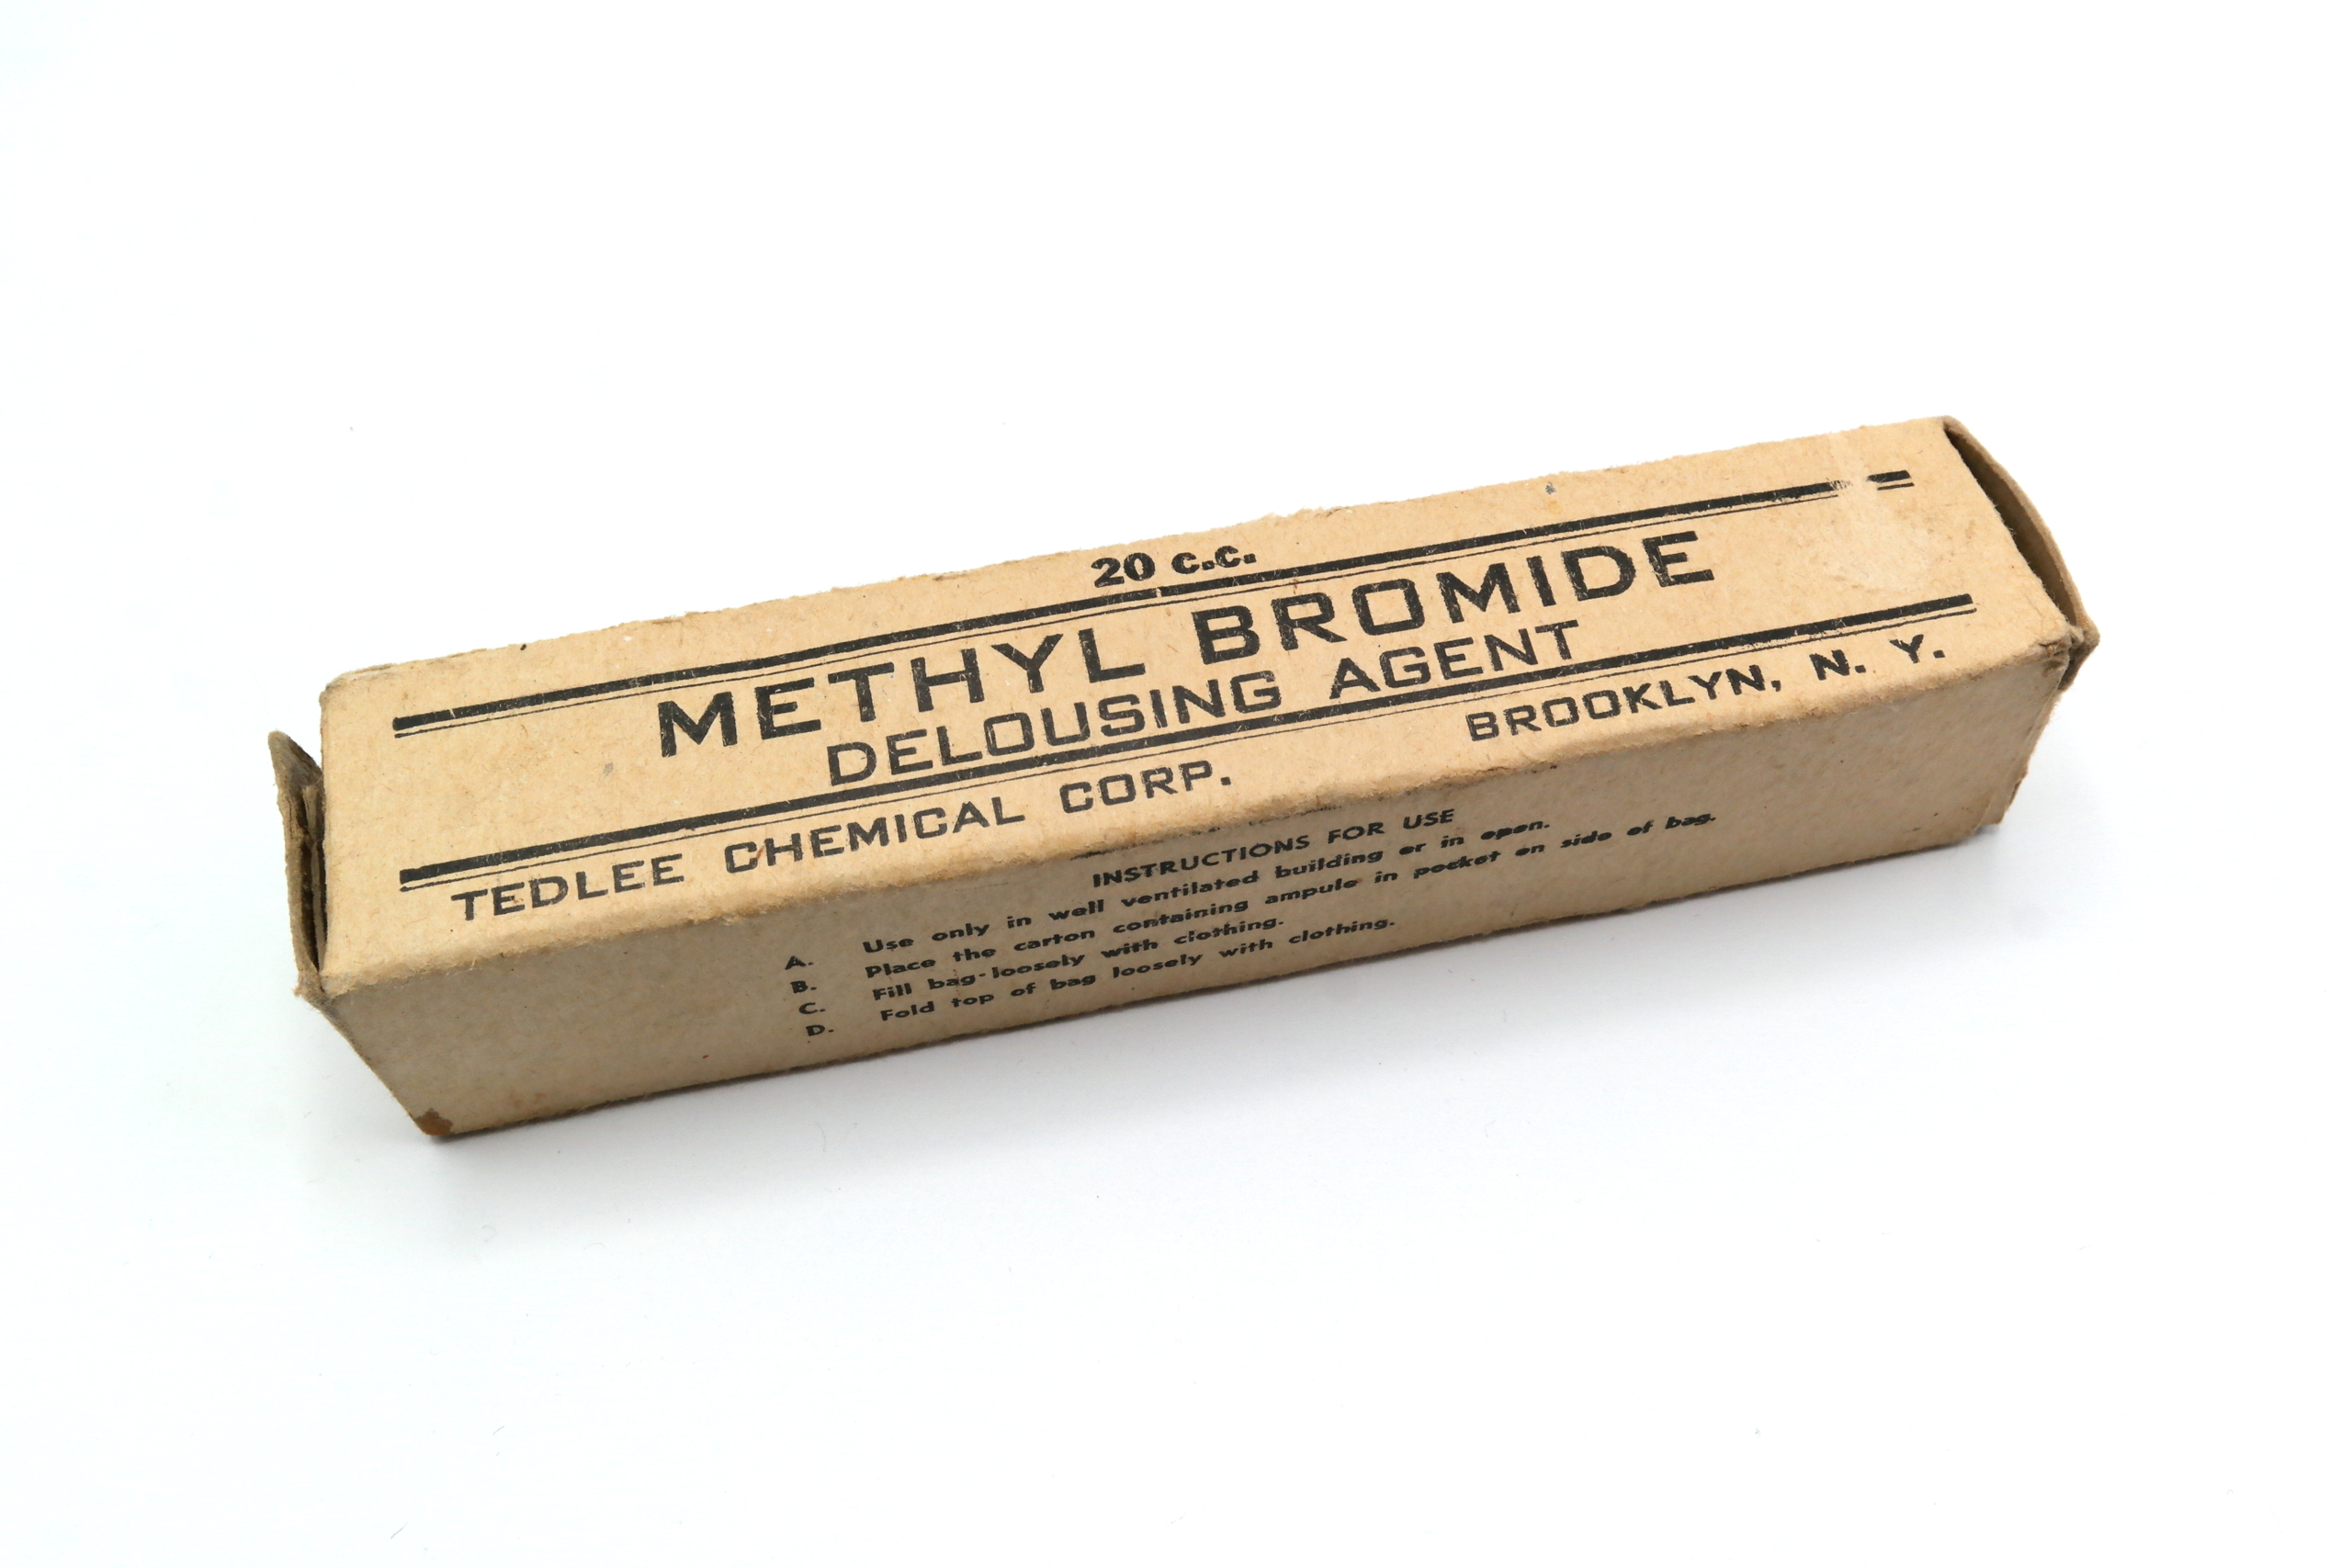 20 c.c.
METHYL BROMIDE
DELOUSING AGENT
TEDLEE CHEMICAL CORP. BROOKLYN, N. Y.
INSTRUCTIONS FOR USE
A. Use only in well ventilated building or in open.
B. Place the carton containing ampule in pocket on side of bag.
C. Fill bag-loosely with clothing.
D. Fold top of bag loosely with clothing.